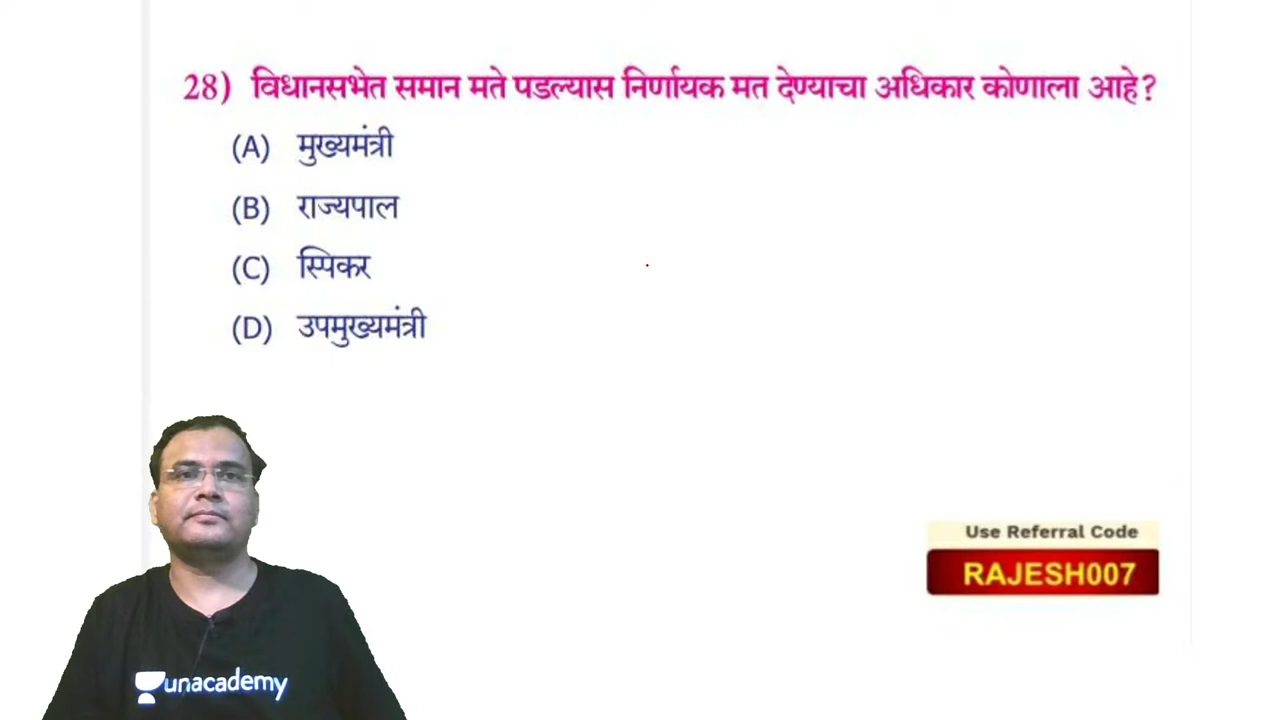 28) विधानसभेत समान मते पडल्यास निर्णायक मत देण्याचा अधिकार कोणाला आहे?
(A) मुख्यमंत्री
(B) राज्यपाल
(C) स्पिकर
(D) उपमुख्यमंत्री
unacademy
Use Referral Code
RAJESH007